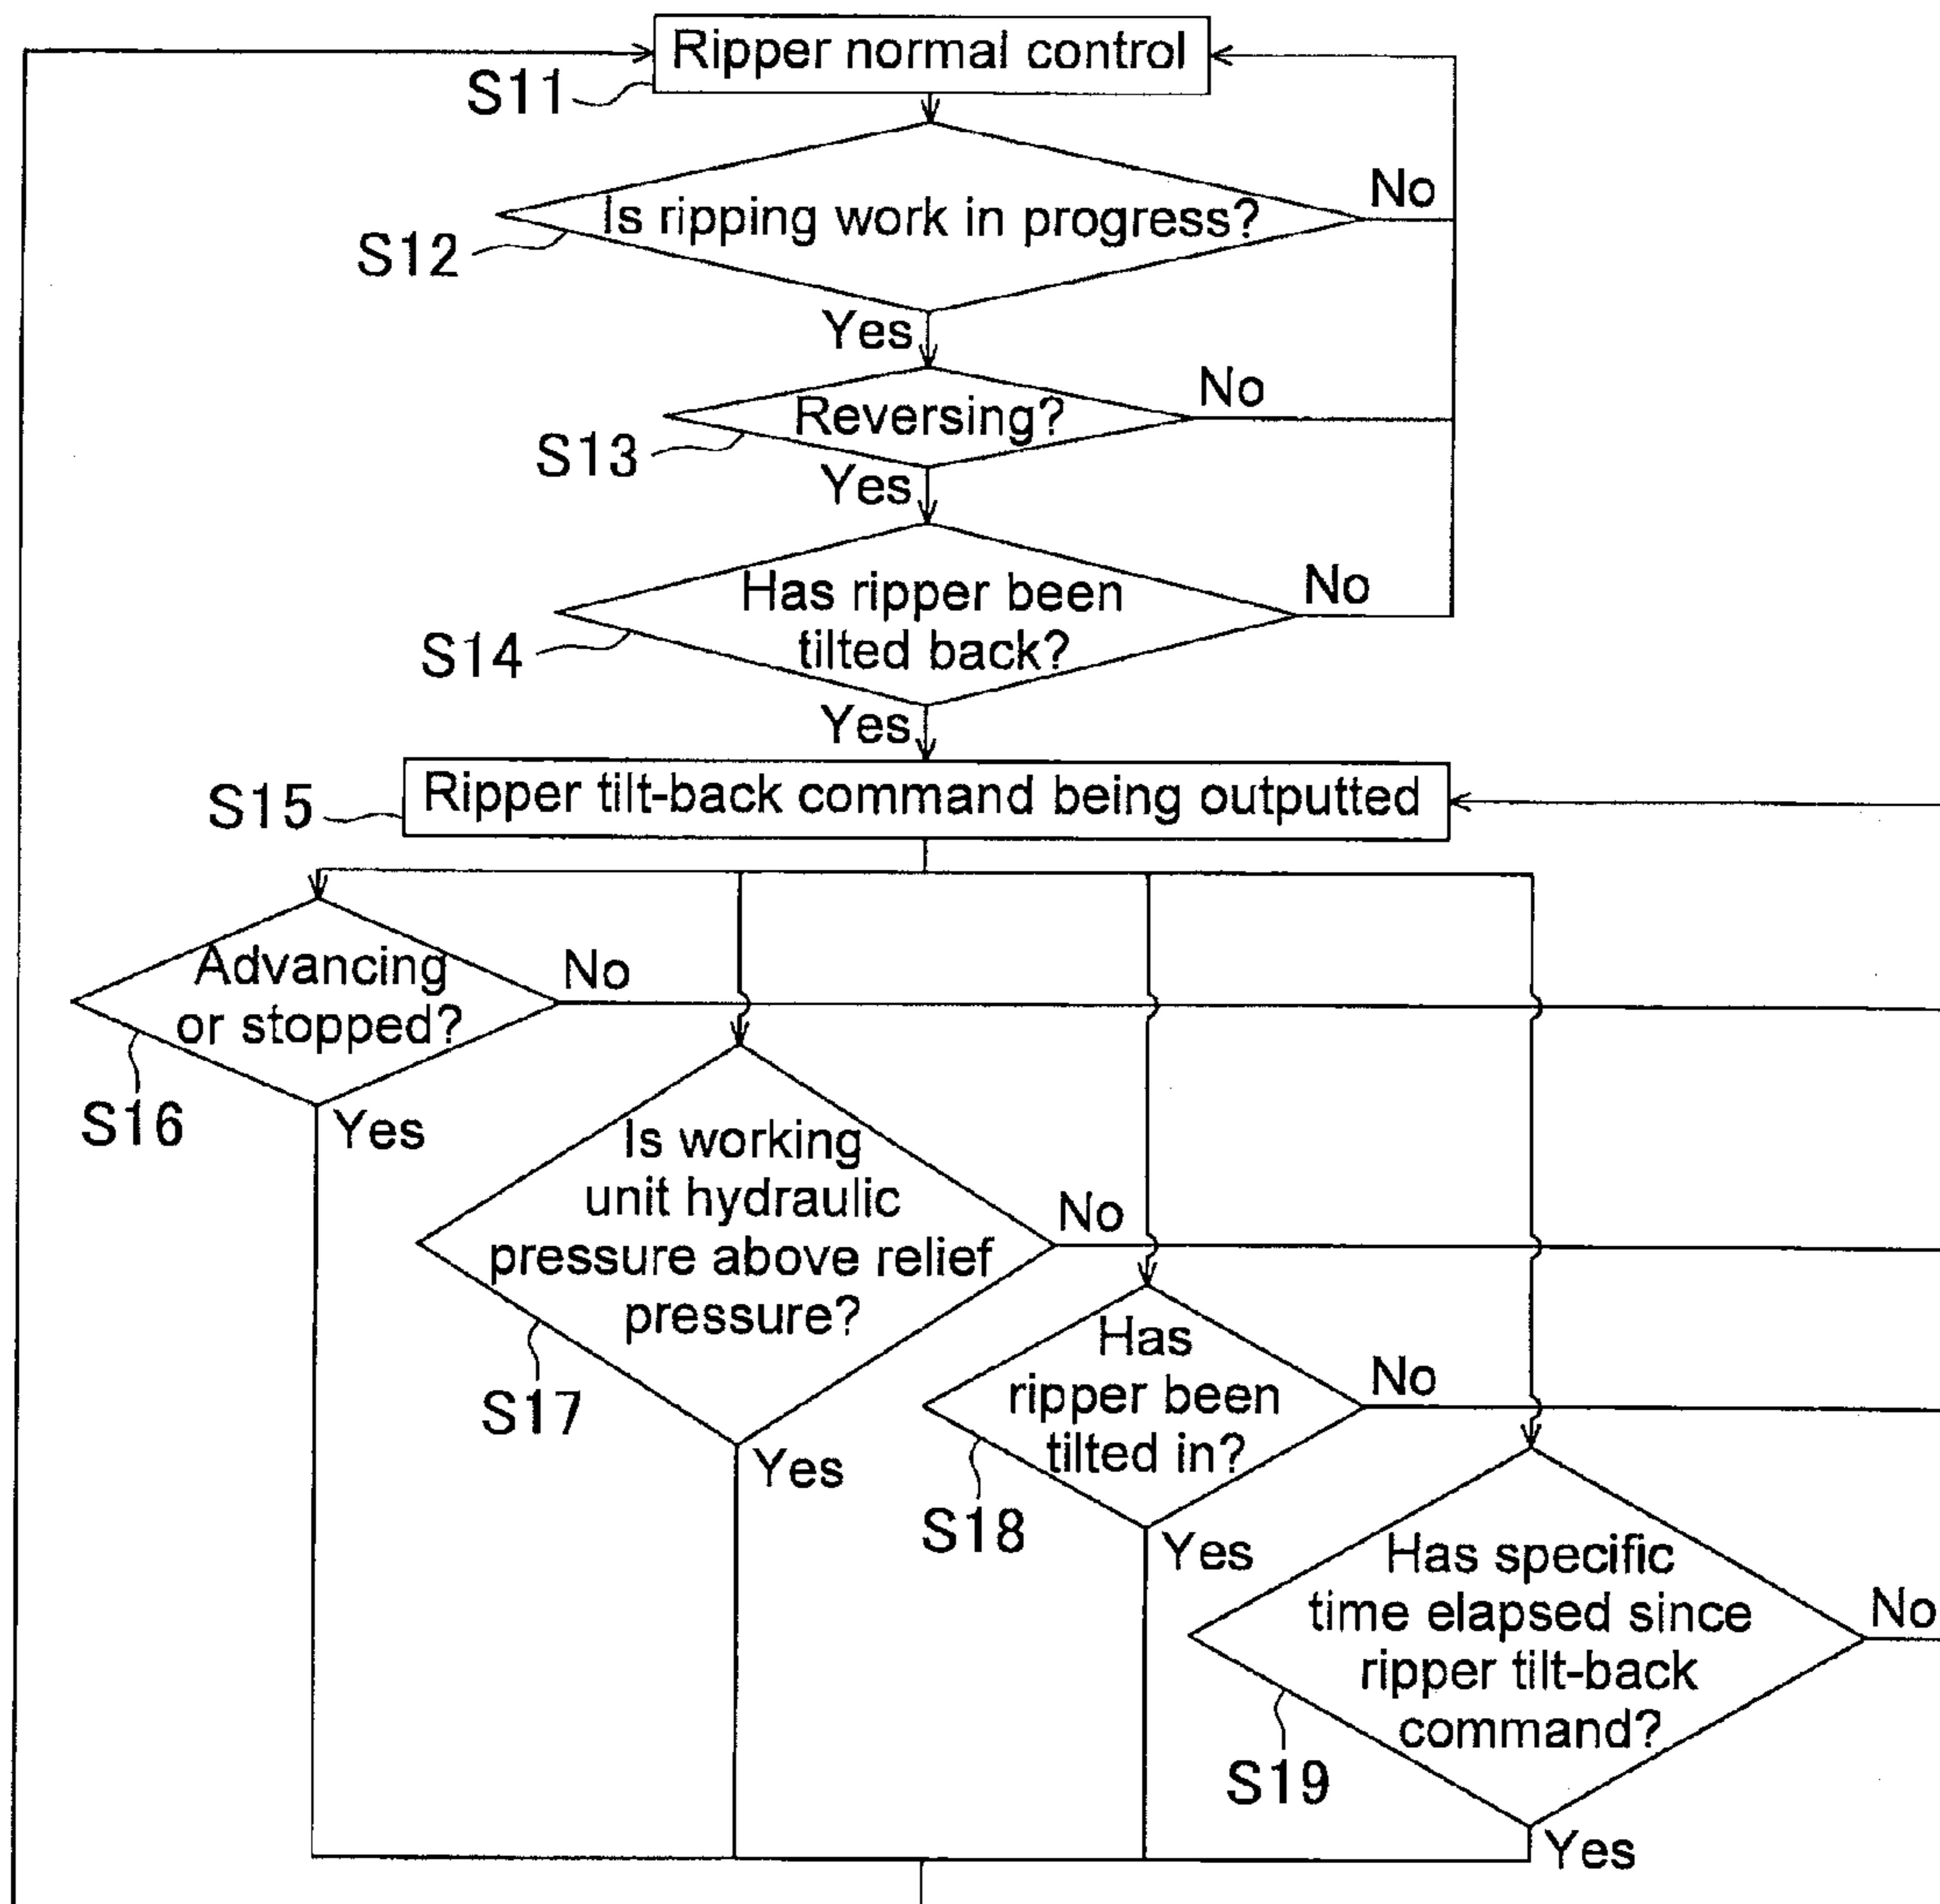 Ripper normal control
S11
No
Is ripping work in progress?
S12
Yes
No
Reversing?
S13
Yes
Has ripper been
tilted back?
No
S14
Yes
Ripper tilt-back command being outputted
S15
Advancing
or stopped?
No
S16
Yes
Is working
unit hydraulic
pressure above relief
pressure?
No
S17
Yes
Has
ripper been
tilted in?
No
S18
Yes
Has specific
time elapsed since
ripper tilt-back
command?
No
S19
Yes